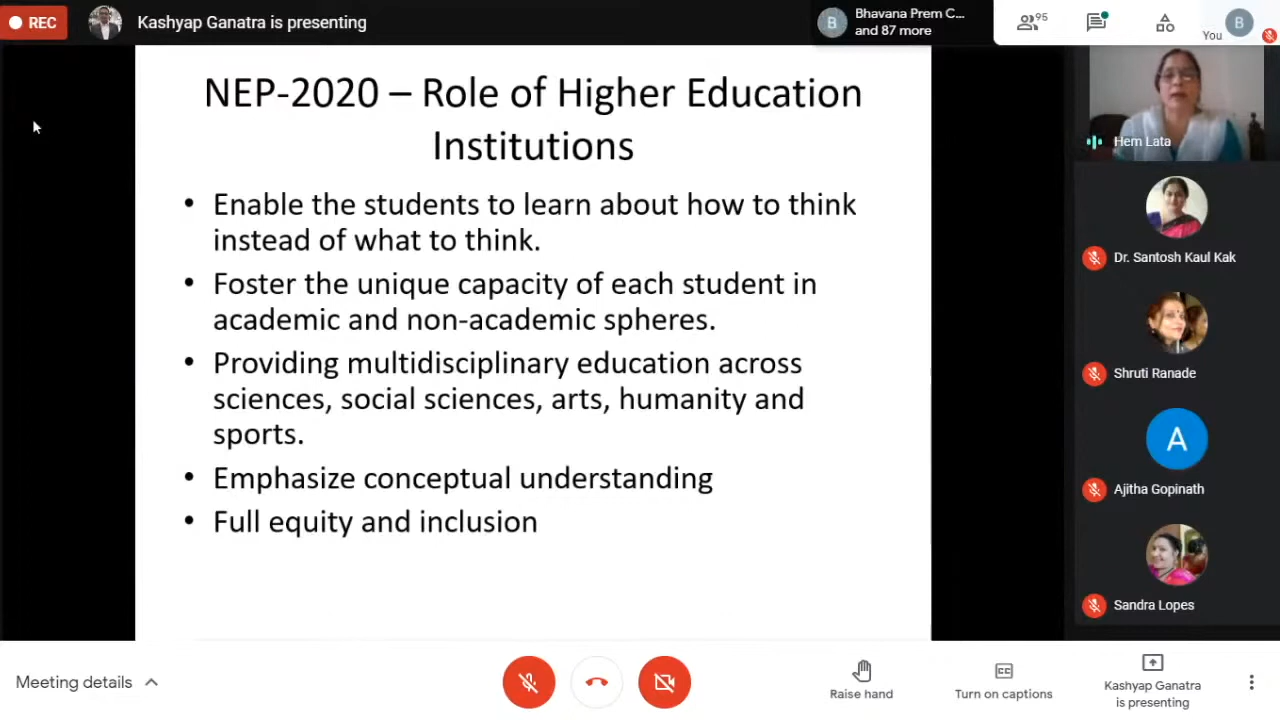 REC
Kashyap Ganatra is presenting
B
Bhavana Prem C...
and 87 more
95
You
B
NEP-2020 – Role of Higher Education
Institutions
• Enable the students to learn about how to think
instead of what to think.
• Foster the unique capacity of each student in
academic and non-academic spheres.
• Providing multidisciplinary education across
sciences, social sciences, arts, humanity and
sports.
• Emphasize conceptual understanding
• Full equity and inclusion
Hem Lata
Dr. Santosh Kaul Kak
Shruti Ranade
A
Ajitha Gopinath
Sandra Lopes
Meeting details
Raise hand
CC
Turn on captions
Kashyap Ganatra
is presenting